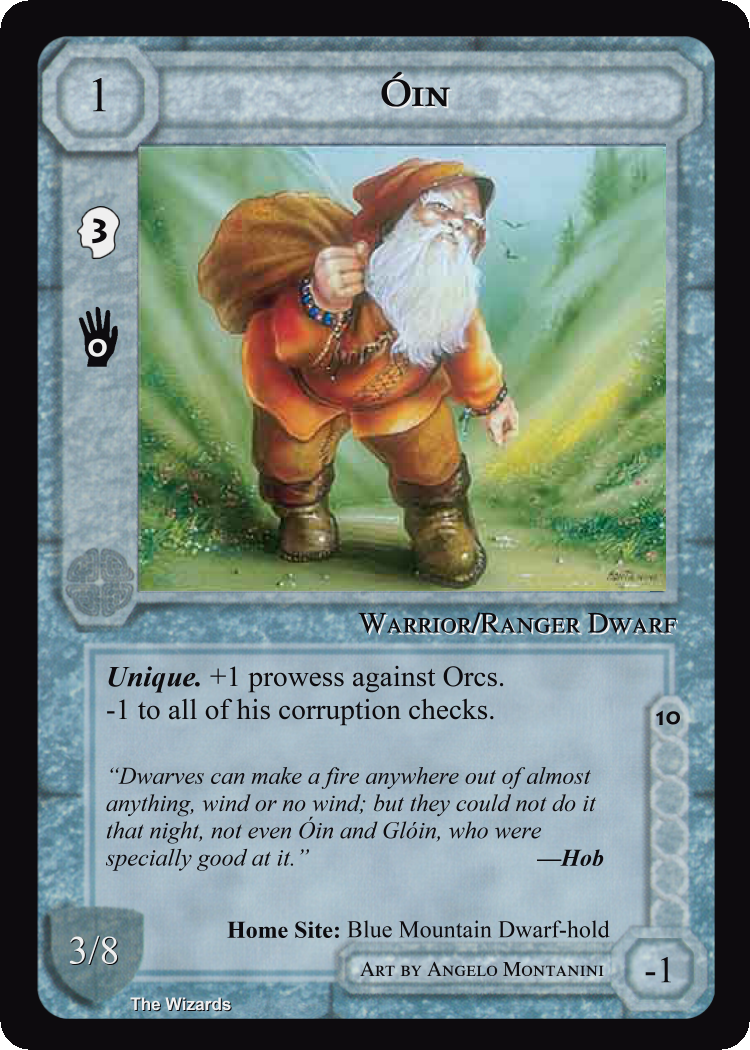 1
Óin
3
0
Warrior/Ranger Dwarf
Unique. +1 prowess against Orcs.
-1 to all of his corruption checks.
10
“Dwarves can make a fire anywhere out of almost
anything, wind or no wind; but they could not do it
that night, not even Óin and Glóin, who were
specially good at it.” —Hob
Home Site: Blue Mountain Dwarf-hold
3/8
Art by Angelo Montanini
-1
The Wizards